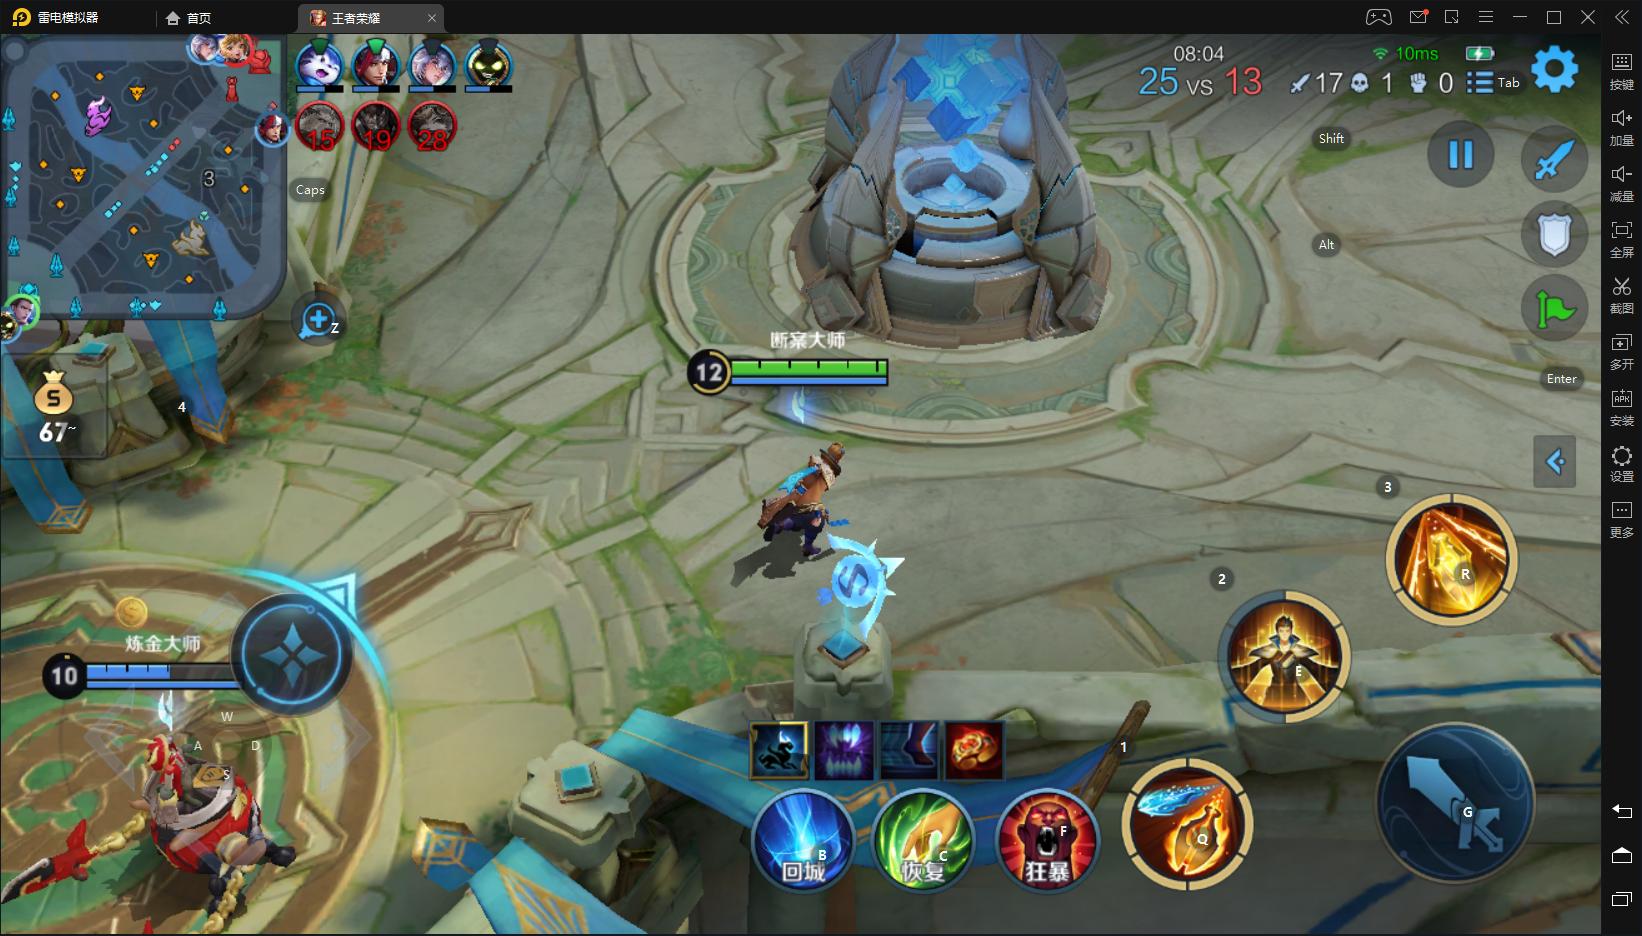 雷电模拟器
首页
王者荣耀
08:04
10ms
25 vs 13
17
1
0
Tab
15
19
28
3
Caps
Shift
Alt
Enter
Z
67~
4
断案大师
12
炼金大师
10
W
A
D
S
3
R
2
E
1
Q
G
回城
B
恢复
C
狂暴
F
按键
加量
减量
全屏
截图
多开
APK
安装
设置
更多